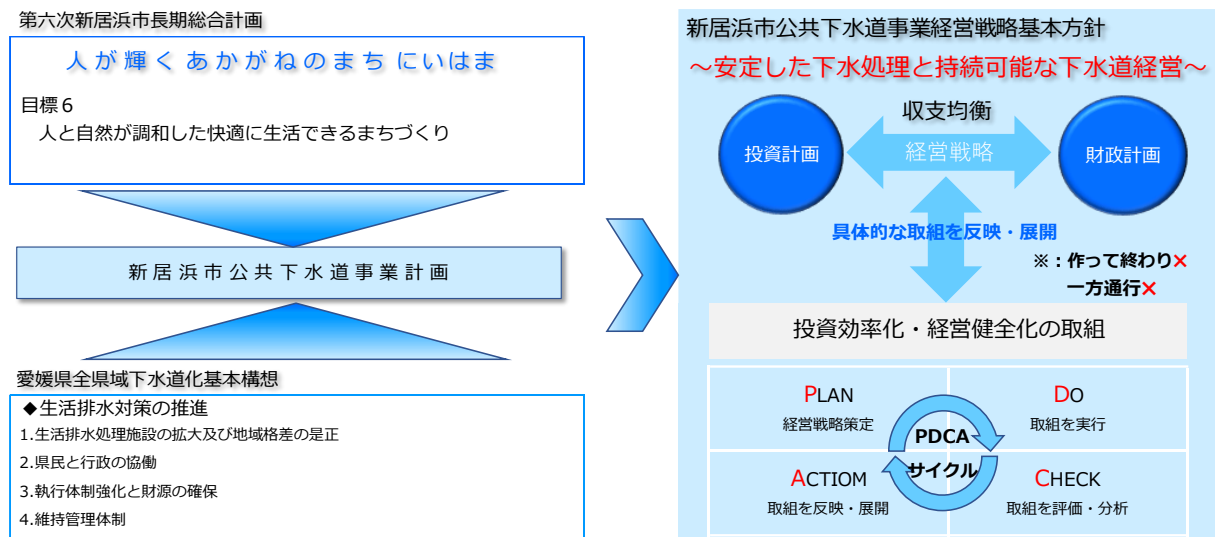 第六次新居浜市長期総合計画
人が輝くあかがねのまち にいはま
目標６
人と自然が調和した快適に生活できるまちづくり
新居浜市公共下水道事業計画
愛媛県全県域下水道化基本構想
◆生活排水対策の推進
1.生活排水処理施設の拡大及び地域格差の是正
2.県民と行政の協働
3.執行体制強化と財源の確保
4.維持管理体制
新居浜市公共下水道事業経営戦略基本方針
～安定した下水処理と持続可能な下水道経営～
収支均衡
投資計画
経営戦略
財政計画
具体的な取組を反映・展開
※：作って終わり×
一方通行×
投資効率化・経営健全化の取組
PLAN
経営戦略策定
DO
取組を実行
PDCA
サイクル
ACTIOM
取組を反映・展開
CHECK
取組を評価・分析